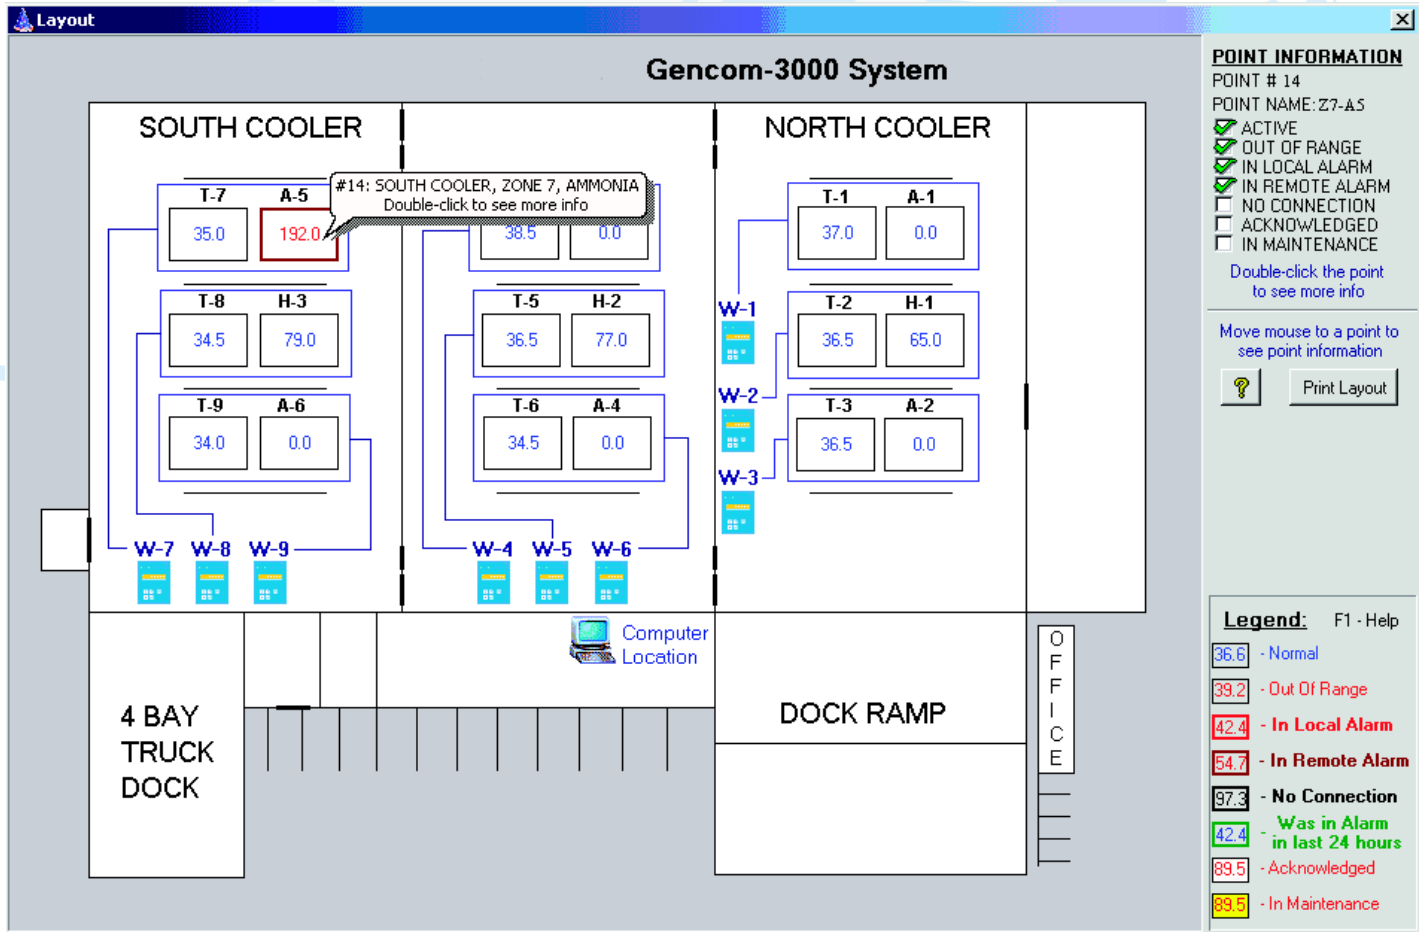 Layout
Gencom-3000 System
SOUTH COOLER
NORTH COOLER
#14: SOUTH COOLER, ZONE 7, AMMONIA
Double-click to see more info
T-7 A-5
35.0 192.0
38.5 0.0
T-1 A-1
37.0 0.0
T-8 H-3
34.5 79.0
T-5 H-2
36.5 77.0
W-1
T-2 H-1
36.5 65.0
T-9 A-6
34.0 0.0
T-6 A-4
34.5 0.0
W-2
T-3 A-2
36.5 0.0
W-3
W-7 W-8 W-9
W-4 W-5 W-6
Computer
Location
4 BAY
TRUCK
DOCK
DOCK RAMP
O
F
F
I
C
E
POINT INFORMATION
POINT # 14
POINT NAME: Z7-A5
ACTIVE
OUT OF RANGE
IN LOCAL ALARM
IN REMOTE ALARM
NO CONNECTION
ACKNOWLEDGED
IN MAINTENANCE
Double-click the point
to see more info
Move mouse to a point to
see point information
? Print Layout
Legend: F1 - Help
36.6 - Normal
39.2 - Out Of Range
42.4 - In Local Alarm
54.7 - In Remote Alarm
97.3 - No Connection
42.4 - Was in Alarm
in last 24 hours
89.5 - Acknowledged
89.5 - In Maintenance